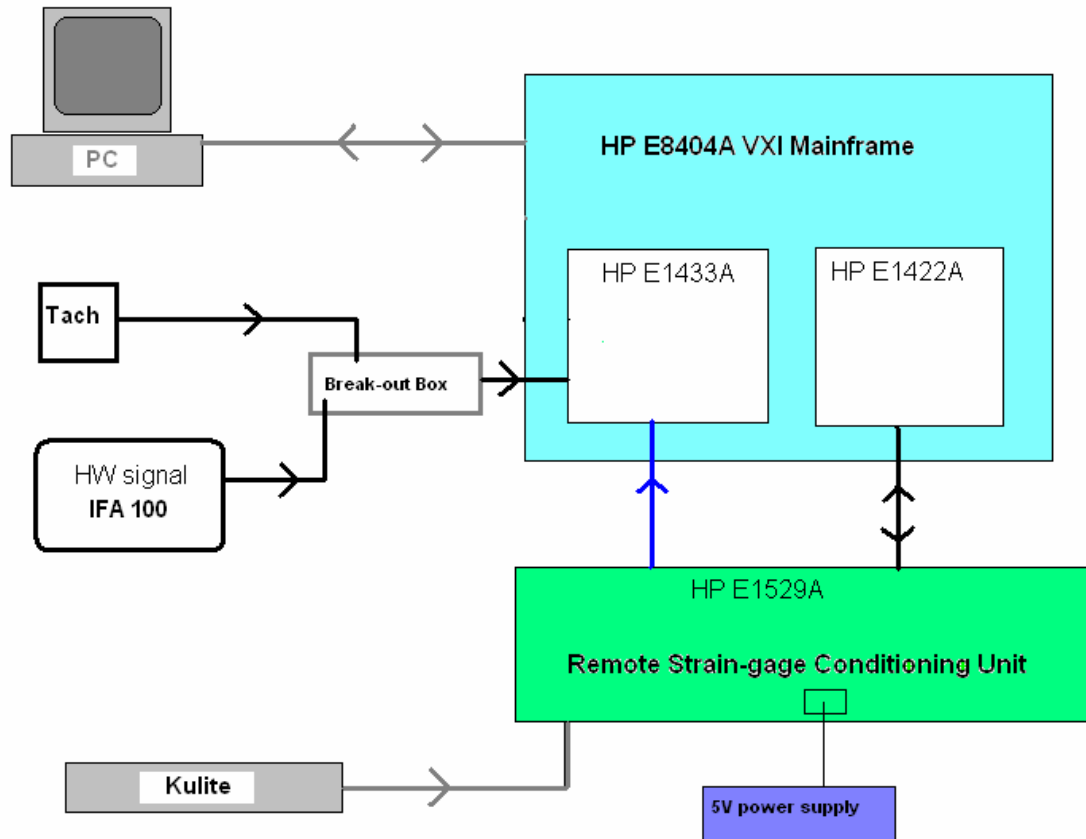 PC
HP E8404A VXI Mainframe
HP E1433A
HP E1422A
Tach
Break-out Box
HW signal
IFA 100
HP E1529A
Remote Strain-gage Conditioning Unit
Kulite
5V power supply